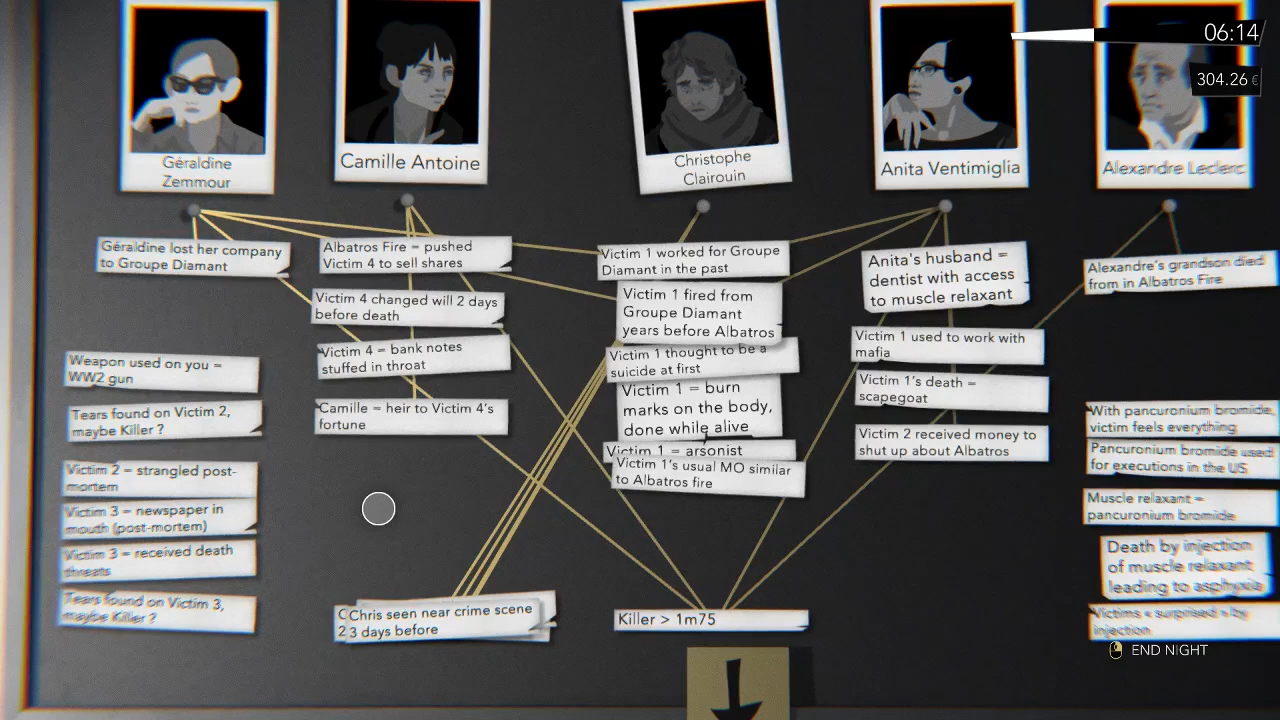 06:14
304.26 €
Géraldine
Zemmour
Camille Antoine
Christophe
Clairouin
Anita Ventimiglia
Alexandre Leclerc
Géraldine lost her company
to Groupe Diamant
Weapon used on you =
WW2 gun
Tears found on Victim 2,
maybe Killer ?
Victim 2 = strangled post-
mortem
Victim 3 = newspaper in
mouth (post-mortem)
Victim 3 = received death
threats
Tears found on Victim 3,
maybe Killer ?
Albatros Fire = pushed
Victim 4 to sell shares
Victim 4 changed will 2 days
before death
Victim 4 = bank notes
stuffed in throat
Camille = heir to Victim 4's
fortune
C
2
Chris seen near crime scene
3 days before
Victim 1 worked for Groupe
Diamant in the past
Victim 1 fired from
Groupe Diamant
years before Albatros
Victim 1 thought to be a
suicide at first
Victim 1 = burn
marks on the body,
done while alive
Victim 1 = arsonist
Victim 1's usual MO similar
to Albatros fire
Killer > 1m75
Anita's husband =
dentist with access
to muscle relaxant
Victim 1 used to work with
mafia
Victim 1's death =
scapegoat
Victim 2 received money to
shut up about Albatros
Alexandre's grandson died
from in Albatros Fire
With pancuronium bromide,
victim feels everything
Pancuronium bromide used
for executions in the US
Muscle relaxant =
pancuronium bromide
Death by injection
of muscle relaxant
leading to asphyxia
Victims « surprised » by
injection
END NIGHT